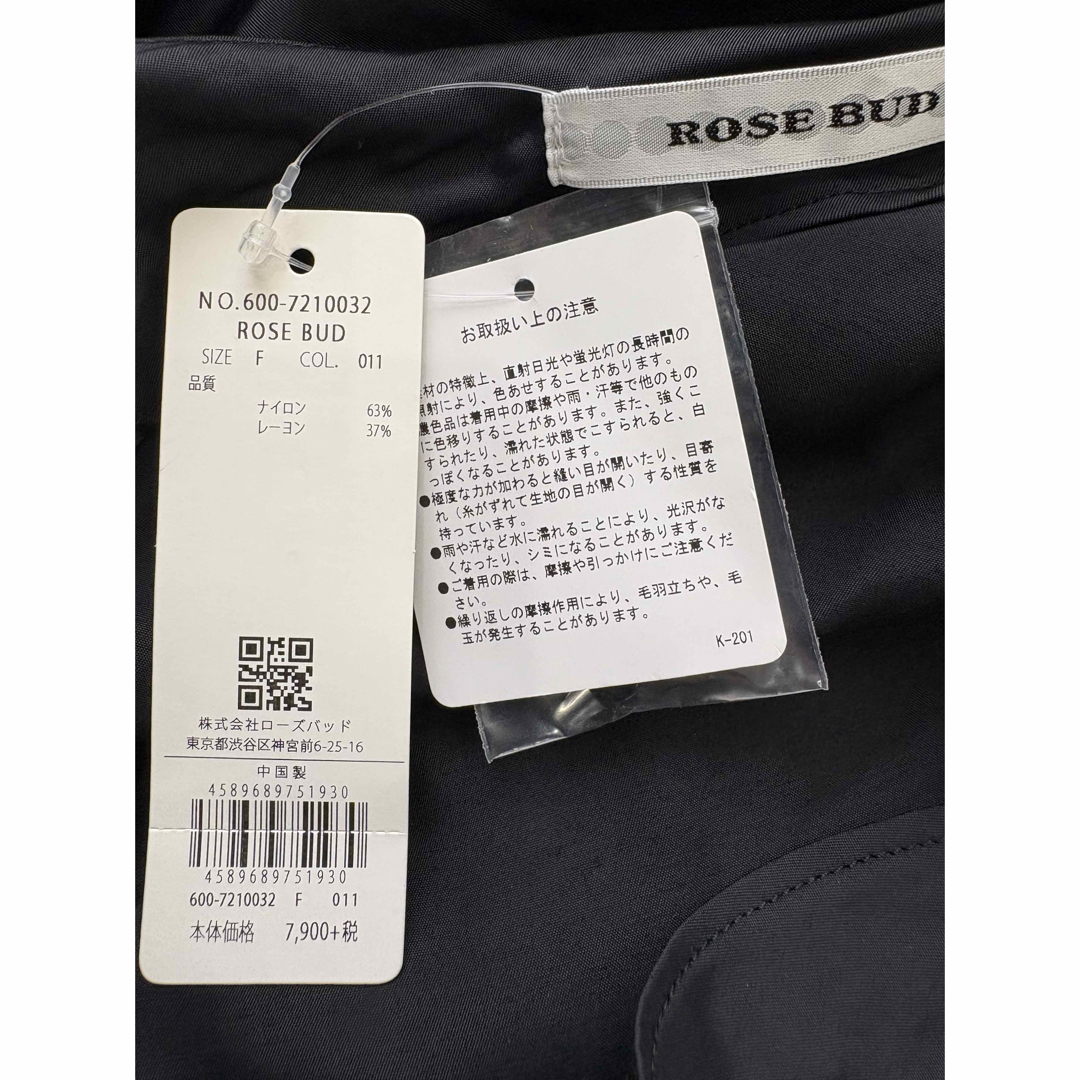 ROSE BUD
NO.600-7210032
ROSE BUD
SIZE F COL. 011
品質
ナイロン 63%
レーヨン 37%
株式会社ローズバッド
東京都渋谷区神宮前6-25-16
中国製
4589689751930
4589689751930
600-7210032 F 011
本体価格 7,900+税
お取扱い上の注意
材の特徴上、直射日光や蛍光灯の長時間の
照射により、色あせすることがあります。
濃色品は着用中の摩擦や雨・汗等で他のもの
に色移りすることがあります。また、強くこ
すられたり、濡れた状態でこすられると、白
っぽくなることがあります。
●極度な力が加わると縫い目が開いたり、目寄
れ（糸がずれて生地の目が開く）する性質を
持っています。
●雨や汗など水に濡れることにより、光沢がな
くなったり、シミになることがあります。
●ご着用の際は、摩擦や引っかけにご注意くだ
さい。
●繰り返しの摩擦作用により、毛羽立ちや、毛
玉が発生することがあります。
K-201